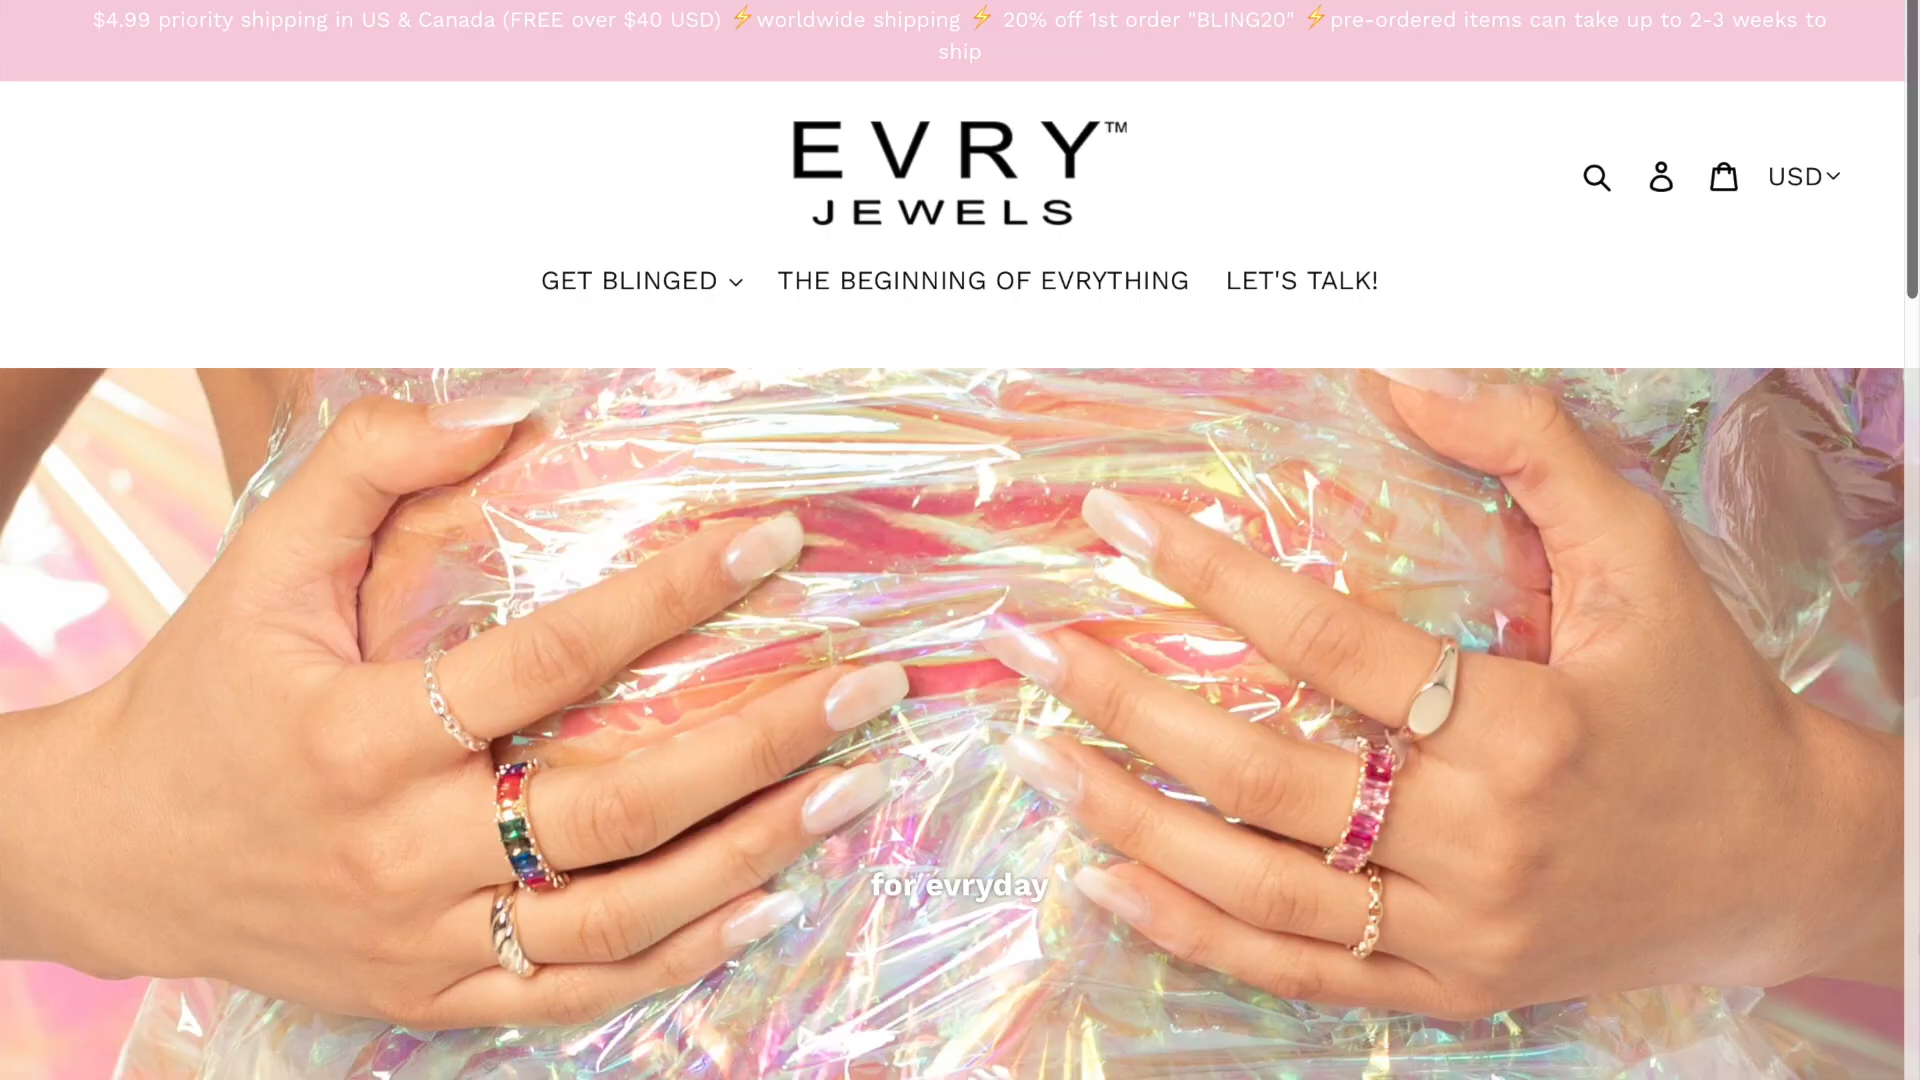 $4.99 priority shipping in US & Canada (FREE over $40 USD) ⚡worldwide shipping ⚡ 20% off 1st order "BLING20" ⚡pre-ordered items can take up to 2-3 weeks to
ship
EVRY™
JEWELS
USD
GET BLINGED THE BEGINNING OF EVRYTHING LET'S TALK!
for evryday